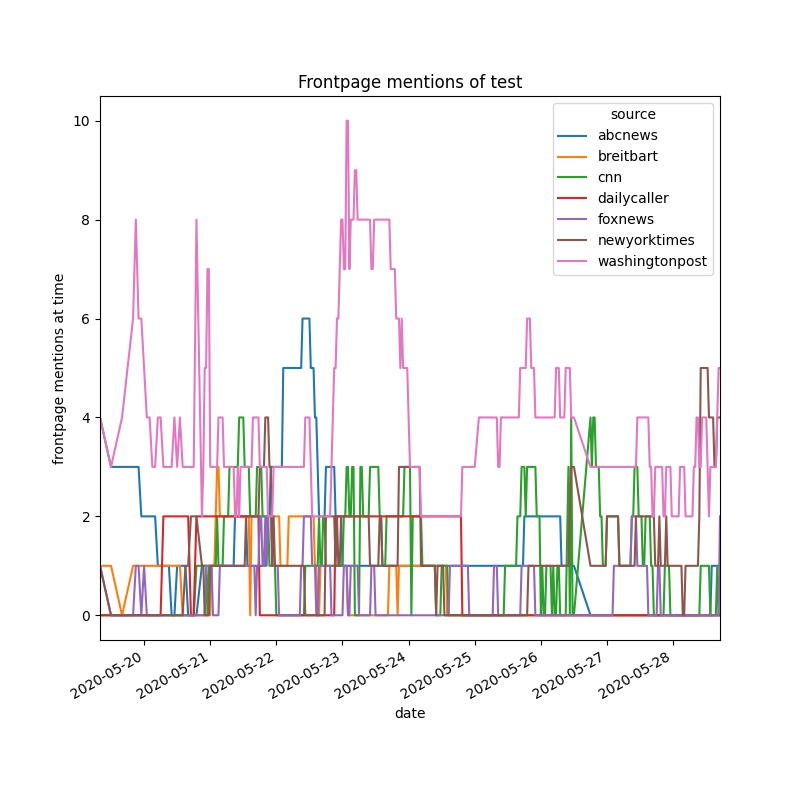 Frontpage mentions of test
source
abcnews
breitbart
cnn
dailycaller
foxnews
newyorktimes
washingtonpost
frontpage mentions at time
10
8
6
4
2
0
2020-05-20
2020-05-21
2020-05-22
2020-05-23
2020-05-24
2020-05-25
2020-05-26
2020-05-27
2020-05-28
date